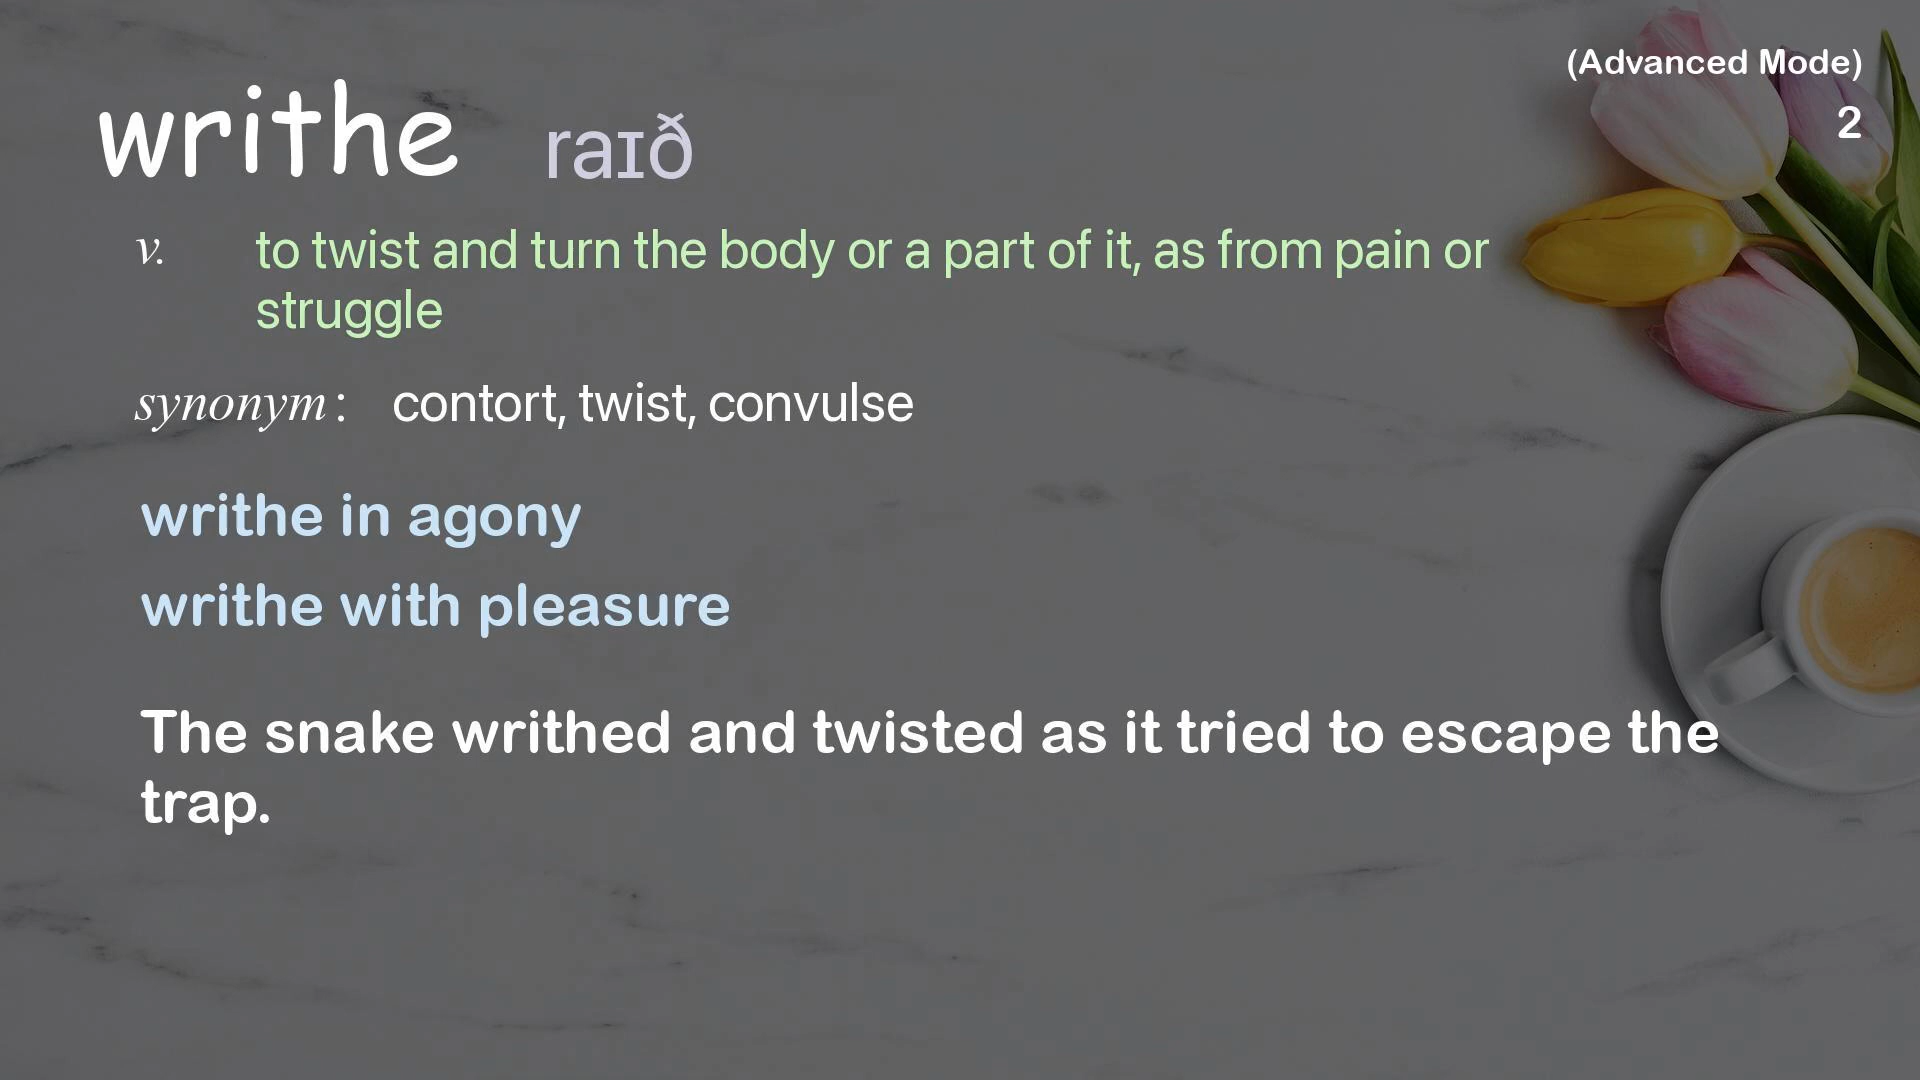 (Advanced Mode)
2
writhe raɪð
v. to twist and turn the body or a part of it, as from pain or
struggle
synonym: contort, twist, convulse
writhe in agony
writhe with pleasure
The snake writhed and twisted as it tried to escape the
trap.